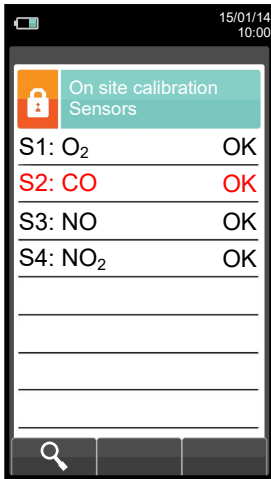 15/01/14
10:00
On site calibration
Sensors
S1: O₂ OK
S2: CO OK
S3: NO OK
S4: NO₂ OK